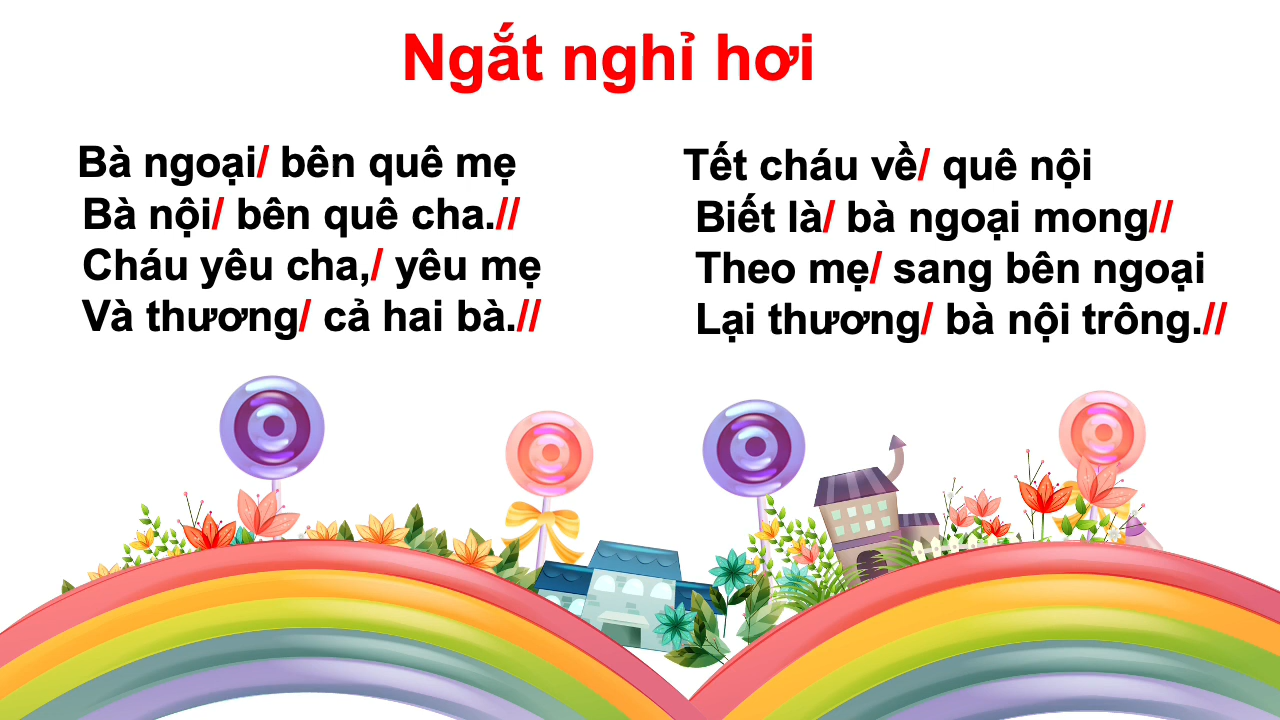 Ngắt nghỉ hơi
Bà ngoại/ bên quê mẹ
Bà nội/ bên quê cha.//
Cháu yêu cha,/ yêu mẹ
Và thương/ cả hai bà.//
Tết cháu về/ quê nội
Biết là/ bà ngoại mong//
Theo mẹ/ sang bên ngoại
Lại thương/ bà nội trông.//